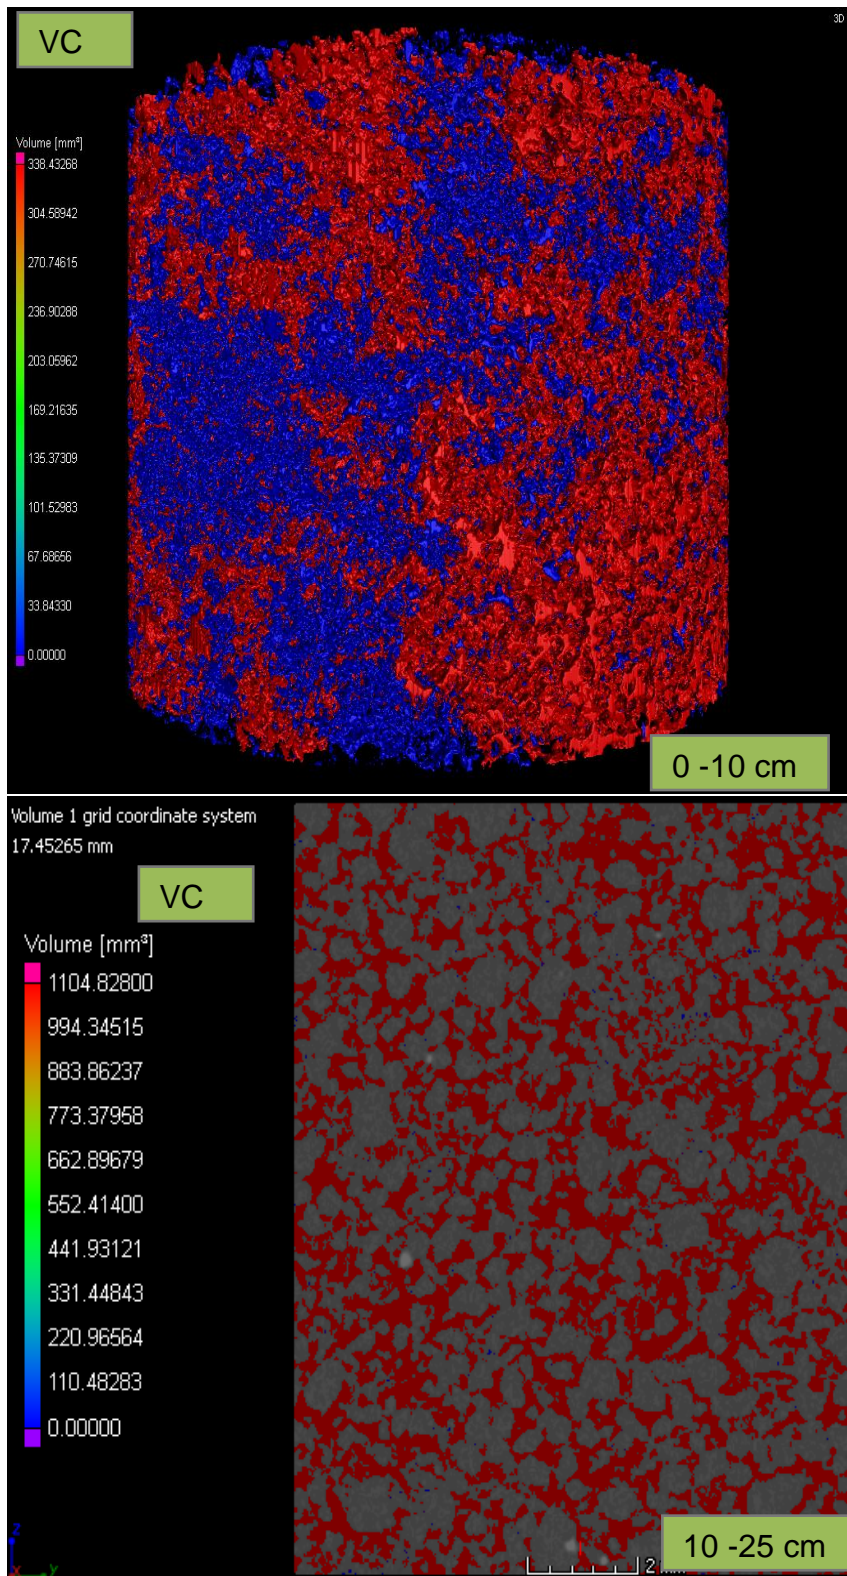 VC
3D
Volume [mm³]
338.43268
304.58942
270.74615
236.90288
203.05962
169.21635
135.37309
101.52983
67.68656
33.84330
0.00000
0 -10 cm
Volume 1 grid coordinate system
17.45265 mm
VC
Volume [mm³]
1104.82800
994.34515
883.86237
773.37958
662.89679
552.41400
441.93121
331.44843
220.96564
110.48283
0.00000
Z
X Y
2 mm
10 -25 cm